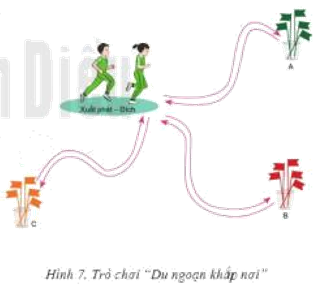 A
Xuất phát - Đích
B
C
Hình 7. Trò chơi "Du ngoạn khắp nơi"